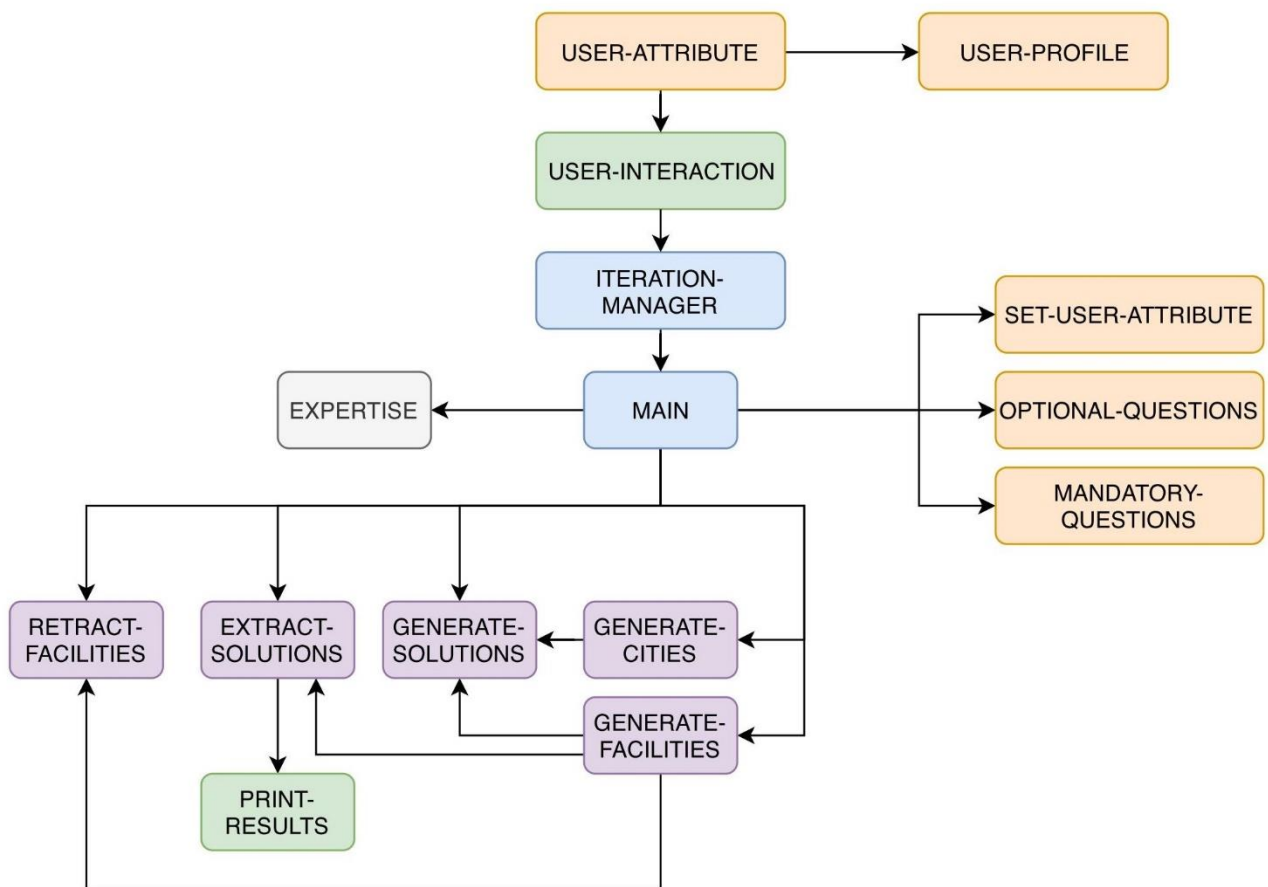 USER-ATTRIBUTE
USER-PROFILE
USER-INTERACTION
ITERATION-
MANAGER
SET-USER-ATTRIBUTE
EXPERTISE
MAIN
OPTIONAL-QUESTIONS
MANDATORY-
QUESTIONS
RETRACT-
FACILITIES
EXTRACT-
SOLUTIONS
GENERATE-
SOLUTIONS
GENERATE-
CITIES
GENERATE-
FACILITIES
PRINT-
RESULTS